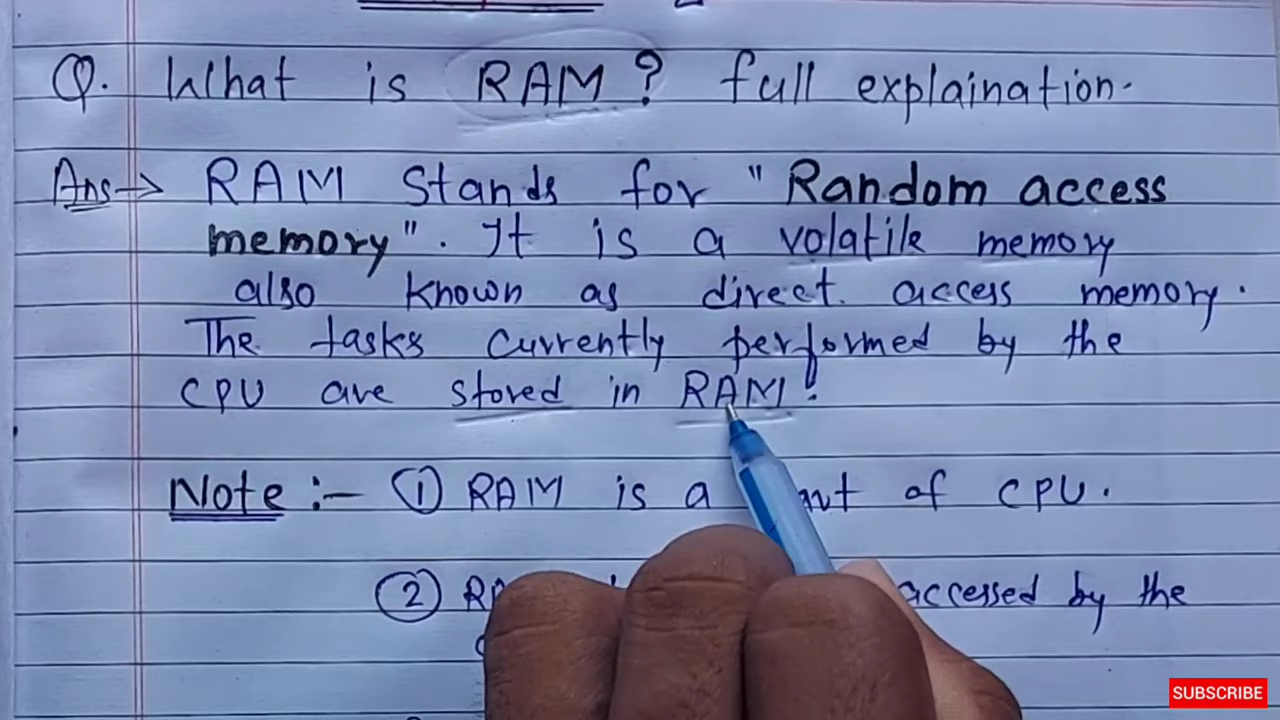 Q. What is RAM? full explaination.
Ans→ RAM Stands for "Random access
memory". It is a volatile memory
also known as direct access memory.
The tasks currently performed by the
CPU are stored in RAM.
Note :- ① RAM is a of CPU.
② accessed by the
SUBSCRIBE